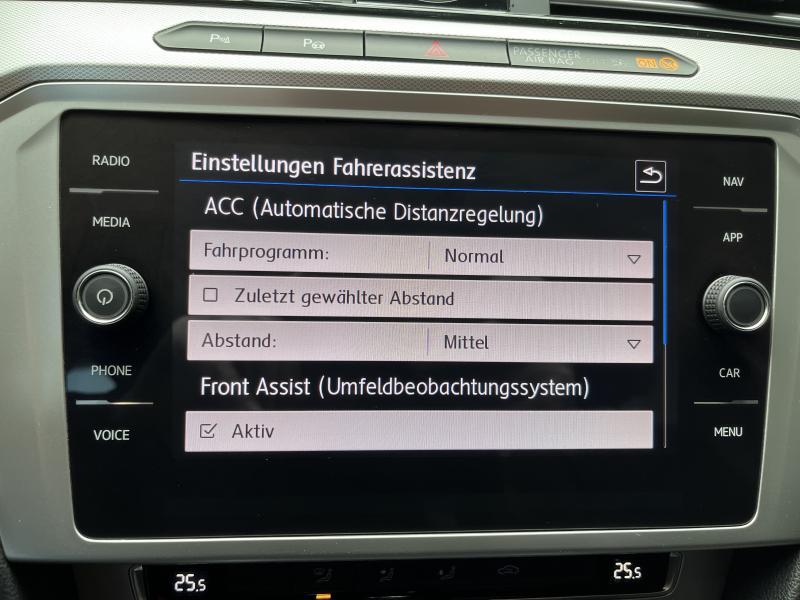 P
P
PASSENGER
AIR BAG
ON
Einstellungen Fahrerassistenz
RADIO
MEDIA
PHONE
VOICE
ACC (Automatische Distanzregelung)
Fahrprogramm: Normal
Zuletzt gewählter Abstand
Abstand: Mittel
Front Assist (Umfeldbeobachtungssystem)
Aktiv
NAV
APP
CAR
MENU
25.5
25.5